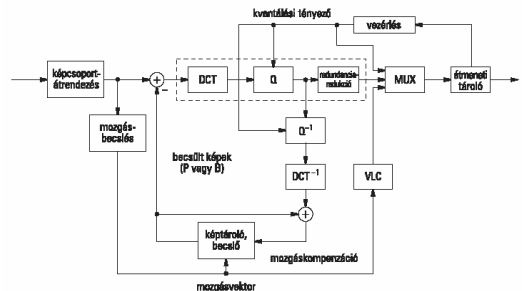 kvantálási tényező
vezérlés
képcsoport-
átrendezés
DCT
Q
redundancia-
redukció
MUX
átmeneti
tároló
–
mozgás-
becslés
Q⁻¹
becsült képek
(P vagy B)
DCT⁻¹
VLC
képtároló,
becslő
mozgáskompenzáció
mozgásvektor